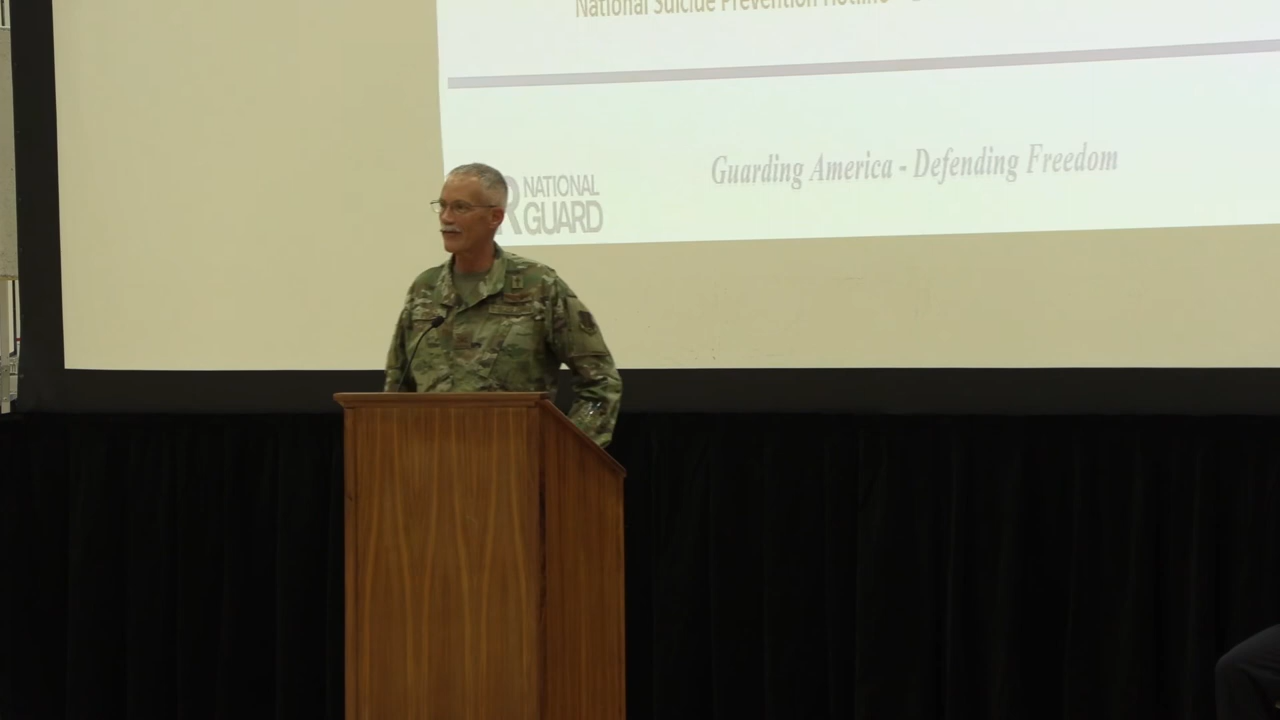 National Suicide Prevention Hotline -
Guarding America - Defending Freedom
R NATIONAL
GUARD